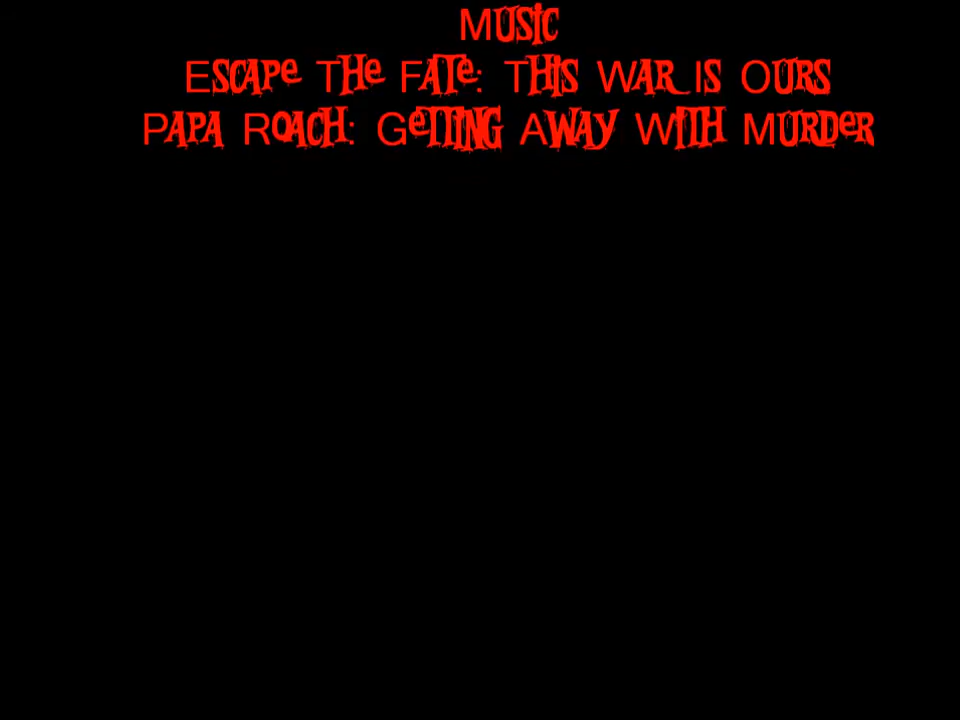 Music
Escape The Fate: This War Is Ours
Papa Roach: Getting Away With Murder